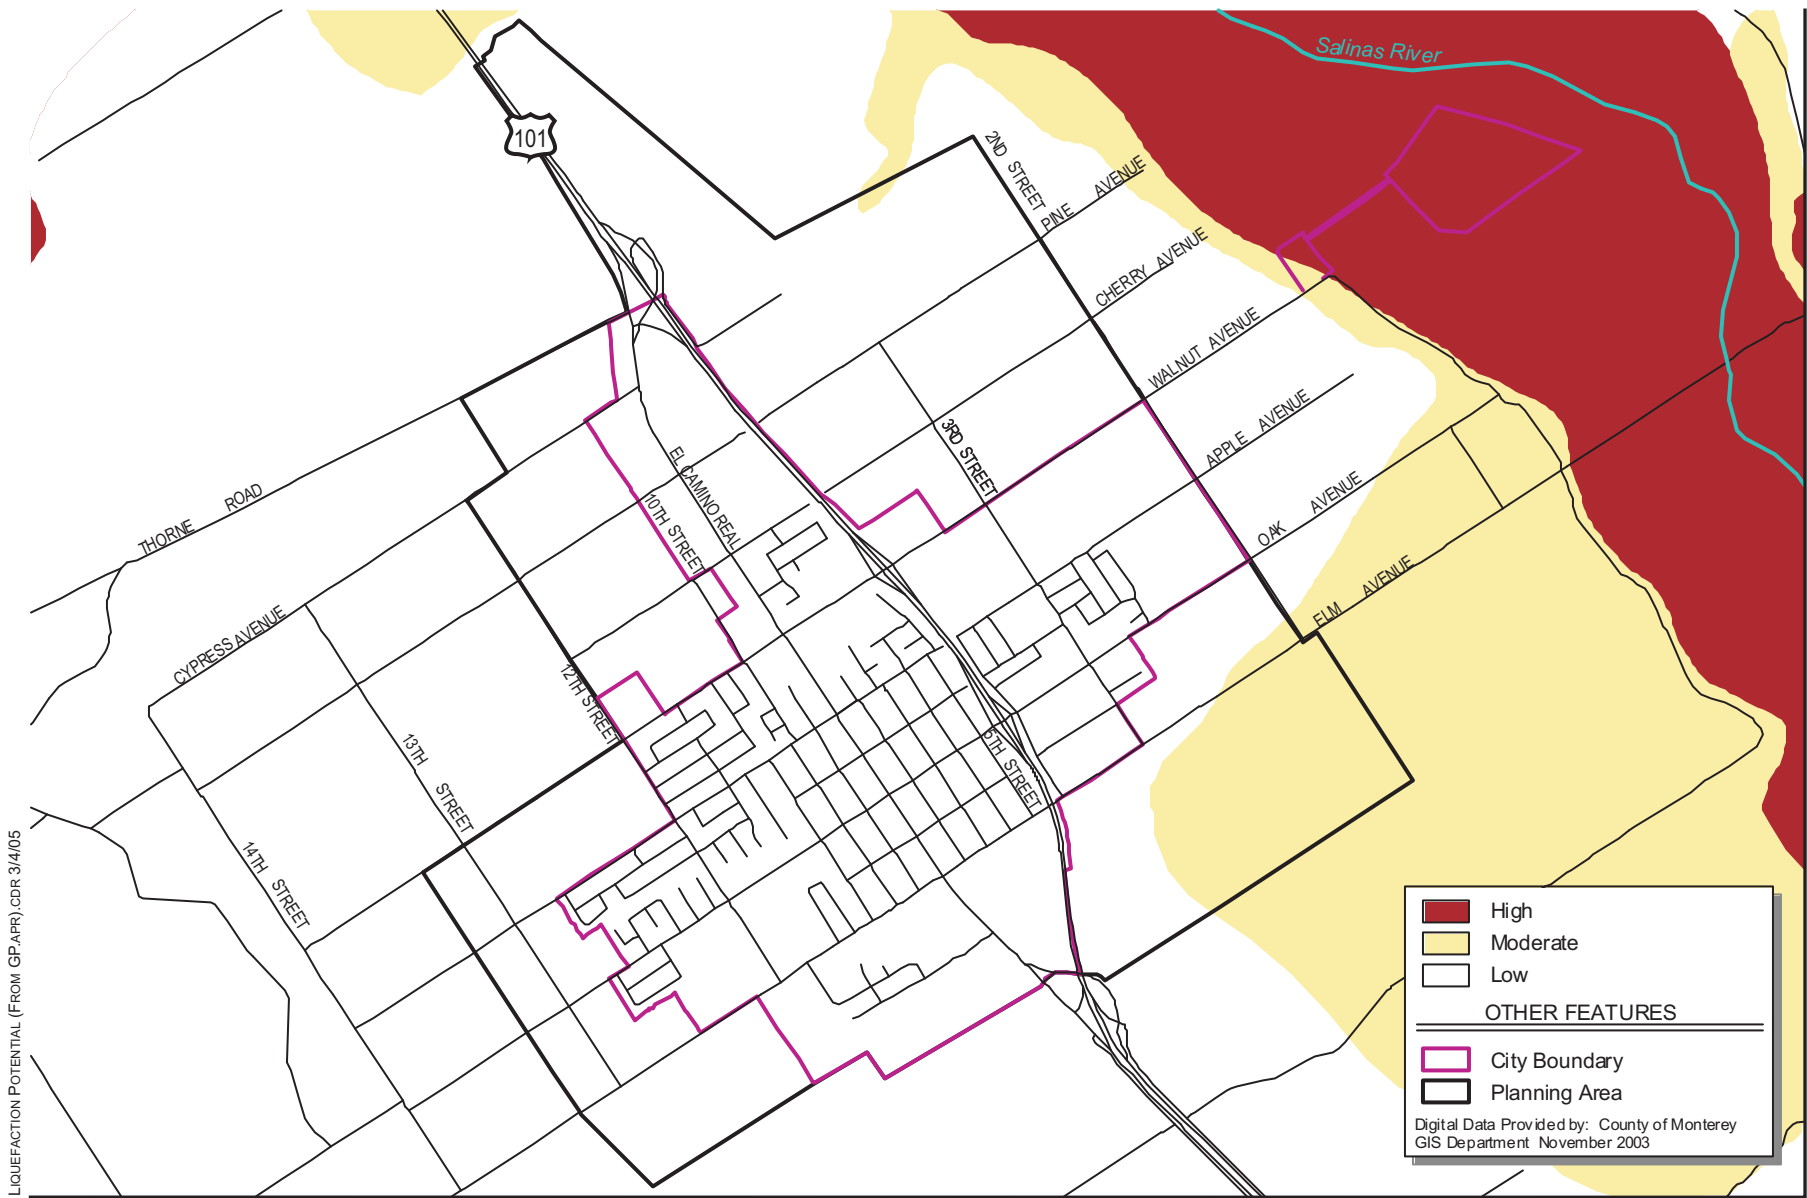 Salinas River
101
2ND STREET
PINE AVENUE
CHERRY AVENUE
WALNUT AVENUE
APPLE AVENUE
OAK AVENUE
ELM AVENUE
3RD STREET
EL CAMINO REAL
10TH STREET
THORNE ROAD
CYPRESS AVENUE
12TH STREET
13TH STREET
14TH STREET
5TH STREET
High
Moderate
Low
OTHER FEATURES
City Boundary
Planning Area
Digital Data Provided by: County of Monterey
GIS Department November 2003
LIQUEFACTION POTENTIAL (FROM GP.APR).CDR 3/4/05